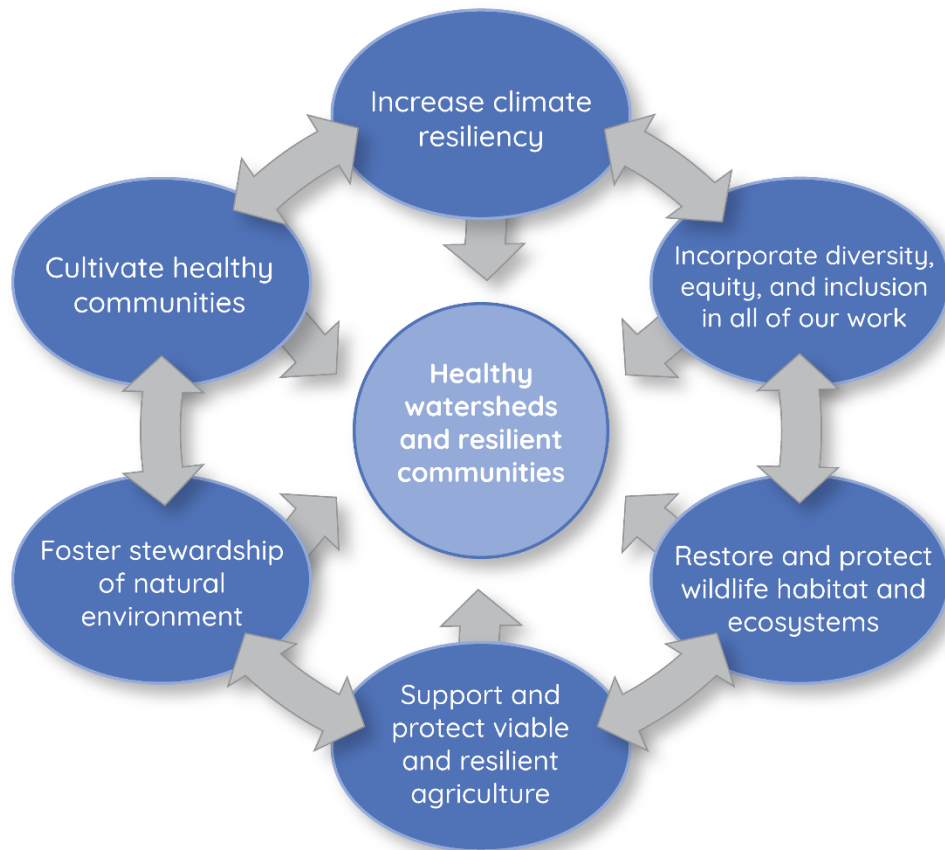 Increase climate
resiliency
Incorporate diversity,
equity, and inclusion
in all of our work
Restore and protect
wildlife habitat and
ecosystems
Support and
protect viable
and resilient
agriculture
Foster stewardship
of natural
environment
Cultivate healthy
communities
Healthy
watersheds
and resilient
communities